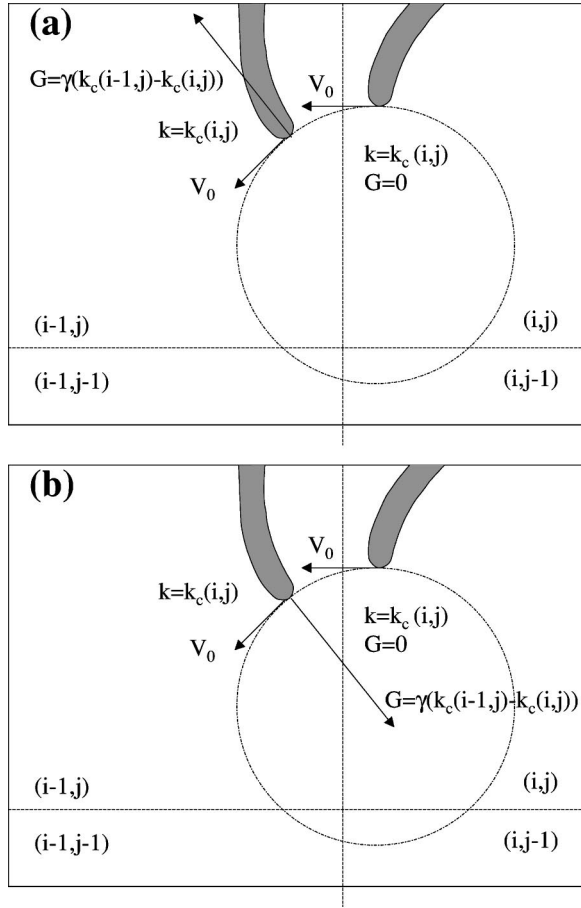 (a)
G=γ(k_c(i-1,j)-k_c(i,j))
V_0
k=k_c(i,j)
k=k_c (i,j)
G=0
V_0
(i-1,j)
(i,j)
(i-1,j-1)
(i,j-1)
(b)
V_0
k=k_c(i,j)
k=k_c (i,j)
G=0
V_0
G=γ(k_c(i-1,j)-k_c(i,j))
(i-1,j)
(i,j)
(i-1,j-1)
(i,j-1)